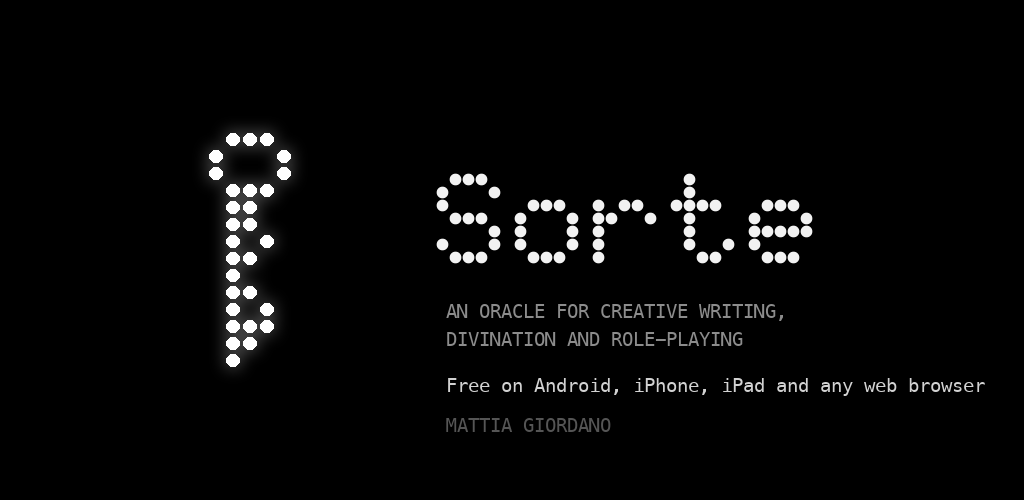 Sorte
AN ORACLE FOR CREATIVE WRITING,
DIVINATION AND ROLE–PLAYING
Free on Android, iPhone, iPad and any web browser
MATTIA GIORDANO